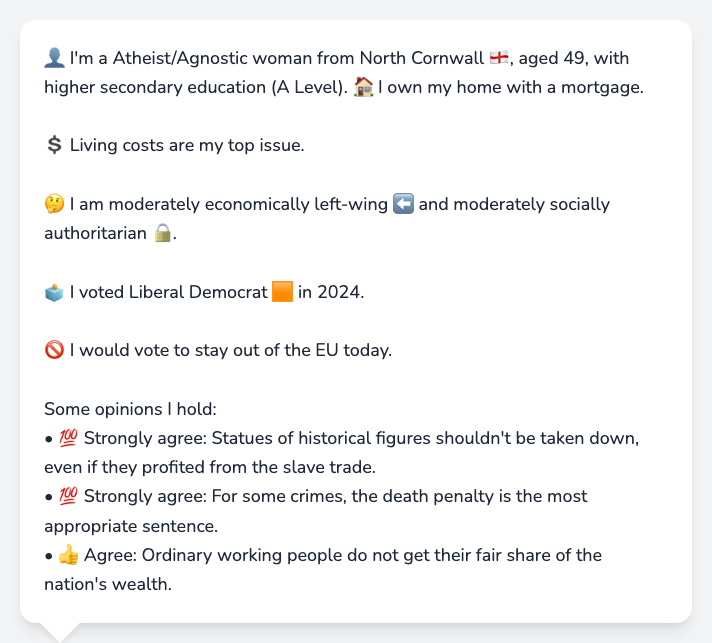 👤 I'm a Atheist/Agnostic woman from North Cornwall 🏴󠁧󠁢󠁥󠁮󠁧󠁿, aged 49, with
higher secondary education (A Level). 🏠 I own my home with a mortgage.
💲 Living costs are my top issue.
🤔 I am moderately economically left-wing ⬅️ and moderately socially
authoritarian 🔒.
🗳️ I voted Liberal Democrat 🟧 in 2024.
🚫 I would vote to stay out of the EU today.
Some opinions I hold:
• 💯 Strongly agree: Statues of historical figures shouldn't be taken down,
even if they profited from the slave trade.
• 💯 Strongly agree: For some crimes, the death penalty is the most
appropriate sentence.
• 👍 Agree: Ordinary working people do not get their fair share of the
nation's wealth.